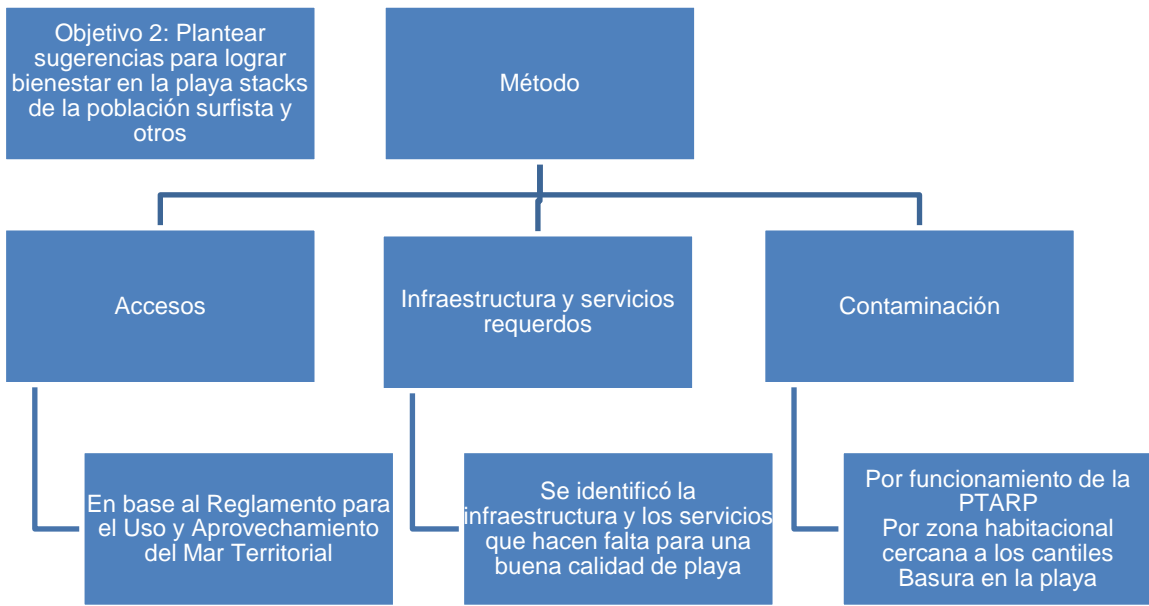 Objetivo 2: Plantear
sugerencias para lograr
bienestar en la playa stacks
de la población surfista y
otros
Método
Accesos
Infraestructura y servicios
requerdos
Contaminación
En base al Reglamento para
el Uso y Aprovechamiento
del Mar Territorial
Se identificó la
infraestructura y los servicios
que hacen falta para una
buena calidad de playa
Por funcionamiento de la
PTARP
Por zona habitacional
cercana a los cantiles
Basura en la playa